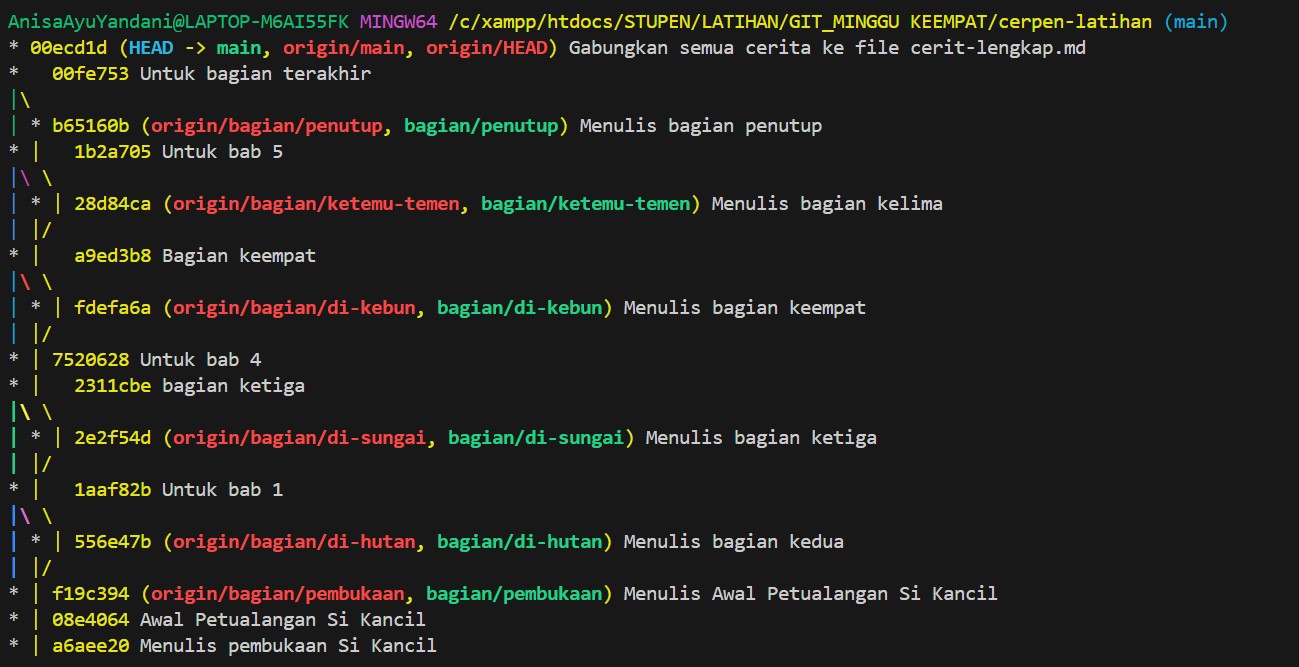 AnisaAyuYandani@LAPTOP-M6AI55FK MINGW64 /c/xampp/htdocs/STUPEN/LATIHAN/GIT_MINGGU KEEMPAT/cerpen-latihan (main)
* 00ecd1d (HEAD -> main, origin/main, origin/HEAD) Gabungkan semua cerita ke file cerit-lengkap.md
*   00fe753 Untuk bagian terakhir
|\
| * b65160b (origin/bagian/penutup, bagian/penutup) Menulis bagian penutup
* |   1b2a705 Untuk bab 5
|\ \
| * | 28d84ca (origin/bagian/ketemu-temen, bagian/ketemu-temen) Menulis bagian kelima
| |/
* |   a9ed3b8 Bagian keempat
|\ \
| * | fdefa6a (origin/bagian/di-kebun, bagian/di-kebun) Menulis bagian keempat
| |/
* | 7520628 Untuk bab 4
* |   2311cbe bagian ketiga
|\ \
| * | 2e2f54d (origin/bagian/di-sungai, bagian/di-sungai) Menulis bagian ketiga
| |/
* |   1aaf82b Untuk bab 1
|\ \
| * | 556e47b (origin/bagian/di-hutan, bagian/di-hutan) Menulis bagian kedua
| |/
* | f19c394 (origin/bagian/pembukaan, bagian/pembukaan) Menulis Awal Petualangan Si Kancil
* | 08e4064 Awal Petualangan Si Kancil
* | a6aee20 Menulis pembukaan Si Kancil